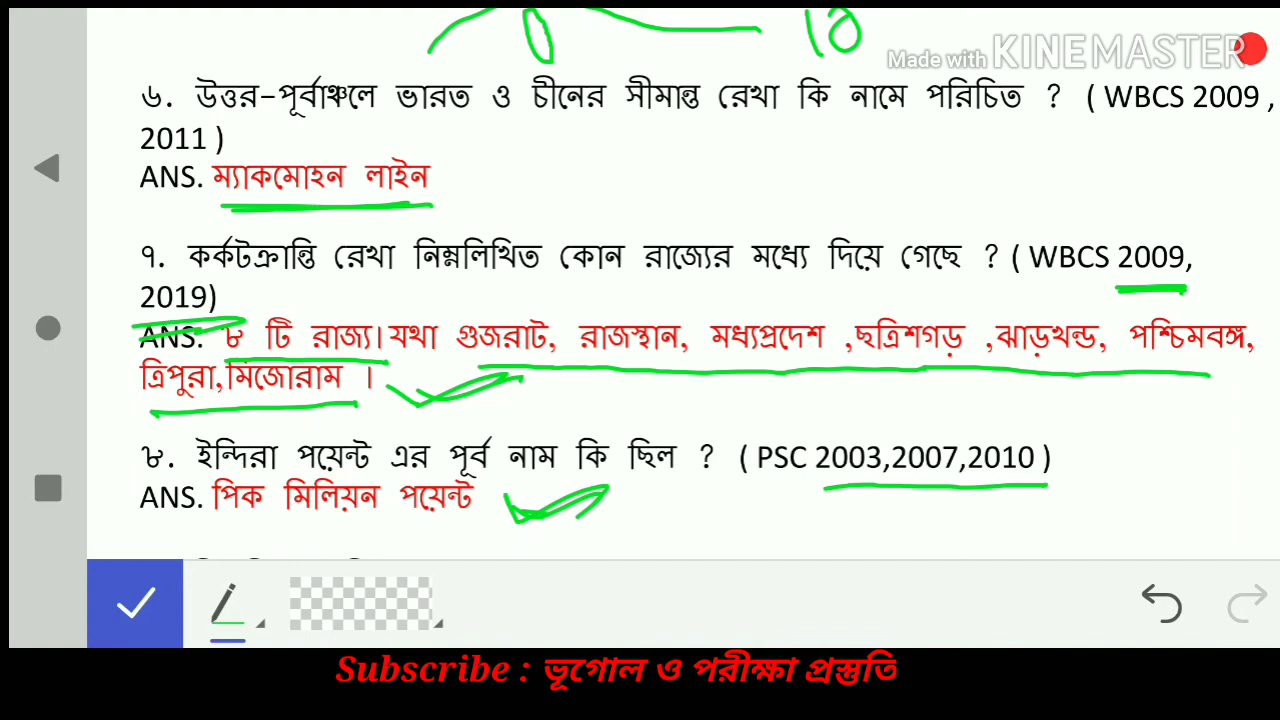 Made with KINEMASTER
৬. উত্তর-পূর্বাঞ্চলে ভারত ও চীনের সীমান্ত রেখা কি নামে পরিচিত ? ( WBCS 2009 ,
2011 )
ANS. ম্যাকমোহন লাইন
৭. কর্কটক্রান্তি রেখা নিম্নলিখিত কোন রাজ্যের মধ্যে দিয়ে গেছে ? ( WBCS 2009,
2019)
ANS: ৮ টি রাজ্য। যথা গুজরাট, রাজস্থান, মধ্যপ্রদেশ ,ছত্রিশগড় ,ঝাড়খন্ড, পশ্চিমবঙ্গ,
ত্রিপুরা,মিজোরাম ।
৮. ইন্দিরা পয়েন্ট এর পূর্ব নাম কি ছিল ? ( PSC 2003,2007,2010 )
ANS. পিক মিলিয়ন পয়েন্ট
Subscribe : ভূগোল ও পরীক্ষা প্রস্তুতি